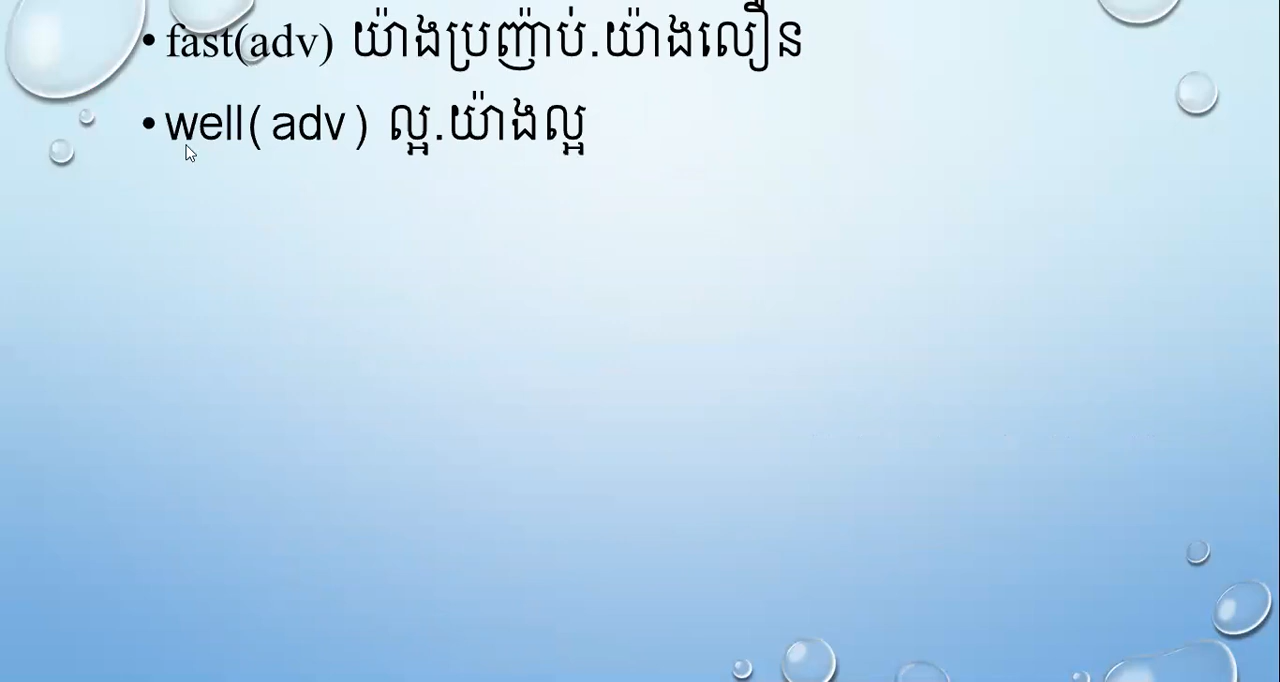 • fast(adv) យ៉ាងប្រញ៉ាប់.យ៉ាងលឿន
• well(adv) ល្អ.យ៉ាងល្អ